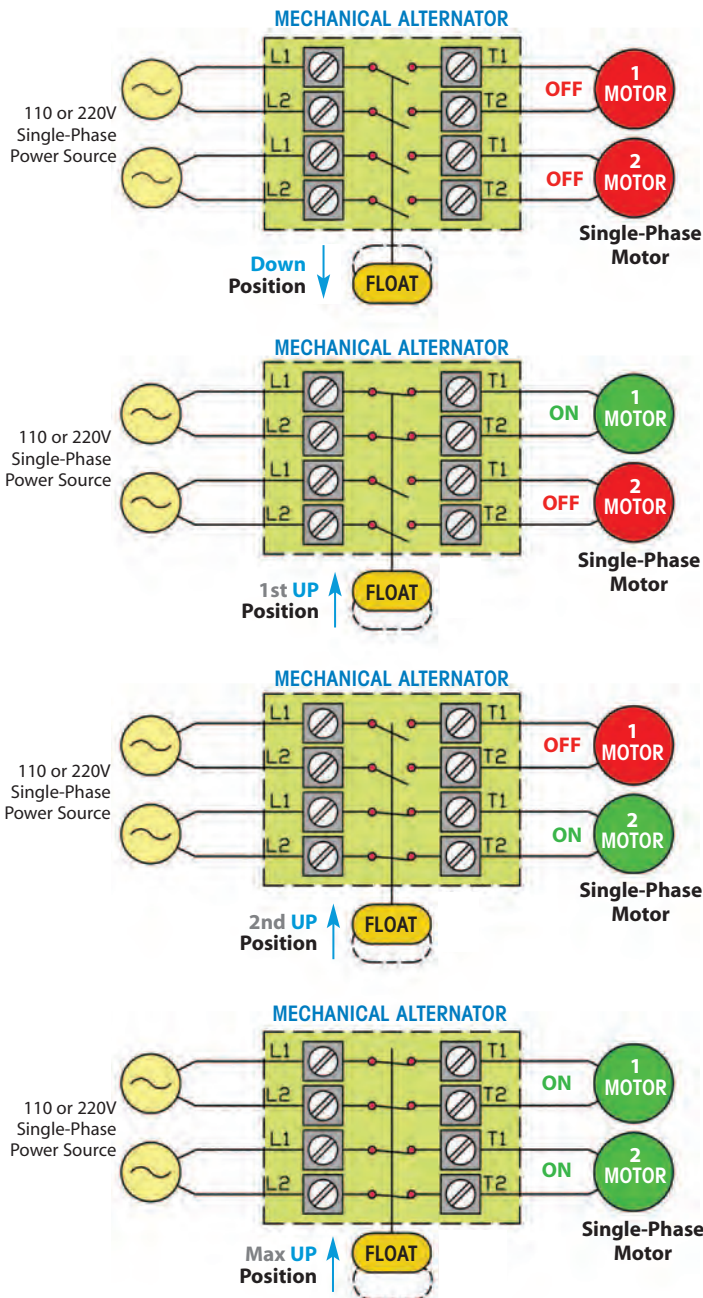 MECHANICAL ALTERNATOR
L1
T1
L2
T2
L1
T1
L2
T2
110 or 220V
Single-Phase
Power Source
OFF
1
MOTOR
OFF
2
MOTOR
Single-Phase
Motor
Down
Position
FLOAT
MECHANICAL ALTERNATOR
L1
T1
L2
T2
L1
T1
L2
T2
110 or 220V
Single-Phase
Power Source
ON
1
MOTOR
OFF
2
MOTOR
Single-Phase
Motor
1st UP
Position
FLOAT
MECHANICAL ALTERNATOR
L1
T1
L2
T2
L1
T1
L2
T2
110 or 220V
Single-Phase
Power Source
OFF
1
MOTOR
ON
2
MOTOR
Single-Phase
Motor
2nd UP
Position
FLOAT
MECHANICAL ALTERNATOR
L1
T1
L2
T2
L1
T1
L2
T2
110 or 220V
Single-Phase
Power Source
ON
1
MOTOR
ON
2
MOTOR
Single-Phase
Motor
Max UP
Position
FLOAT